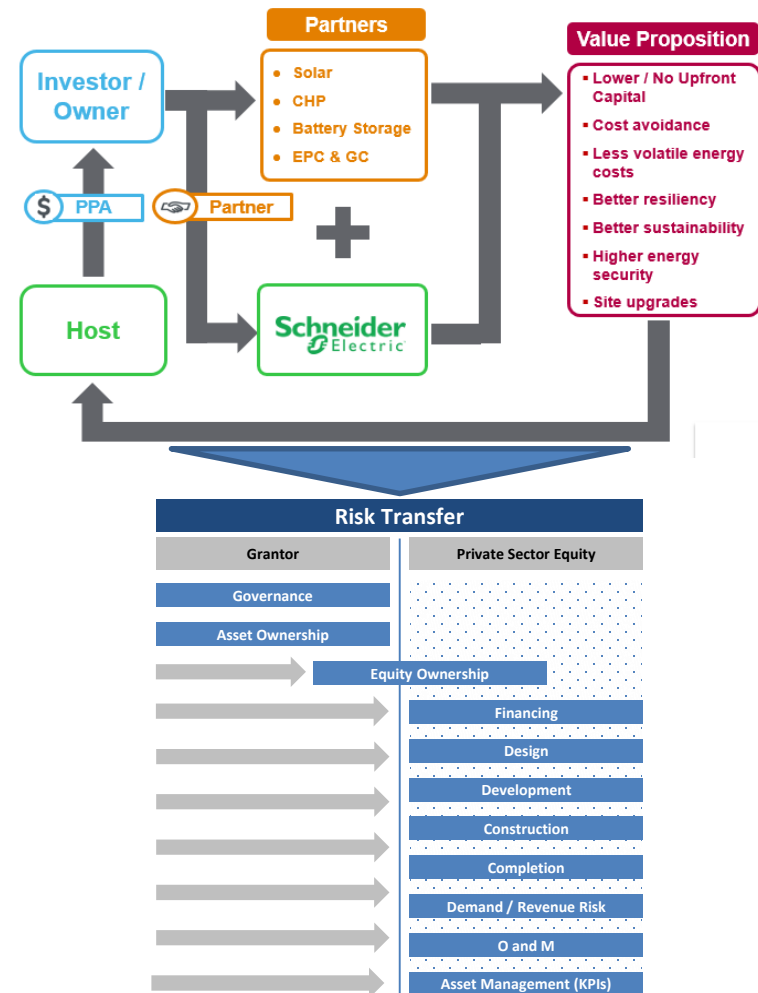 Partners
Value Proposition
Investor /
Owner
• Solar
• CHP
• Battery Storage
• EPC & GC
▪ Lower / No Upfront
Capital
▪ Cost avoidance
▪ Less volatile energy
costs
▪ Better resiliency
▪ Better sustainability
▪ Higher energy
security
▪ Site upgrades
$ PPA
Partner
Host
Schneider
Electric
Risk Transfer
Grantor
Private Sector Equity
Governance
Asset Ownership
Equity Ownership
Financing
Design
Development
Construction
Completion
Demand / Revenue Risk
O and M
Asset Management (KPIs)